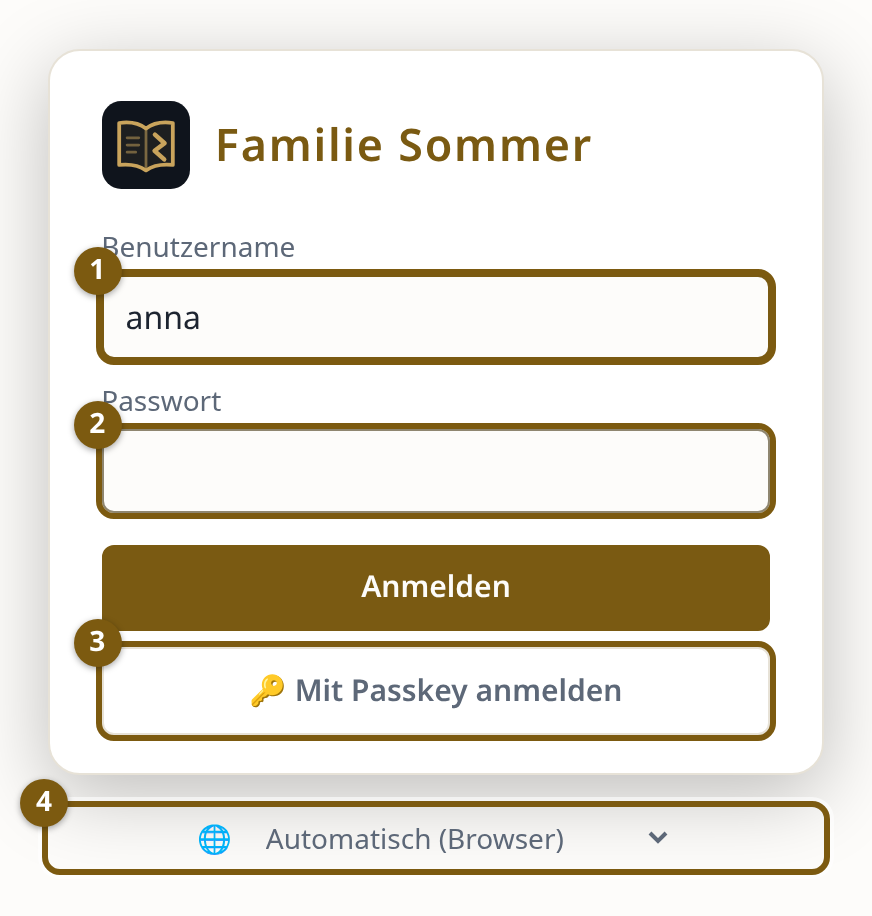 Familie Sommer
Benutzername
1
anna
Passwort
2
Anmelden
3
🔑 Mit Passkey anmelden
4
🌐 Automatisch (Browser)